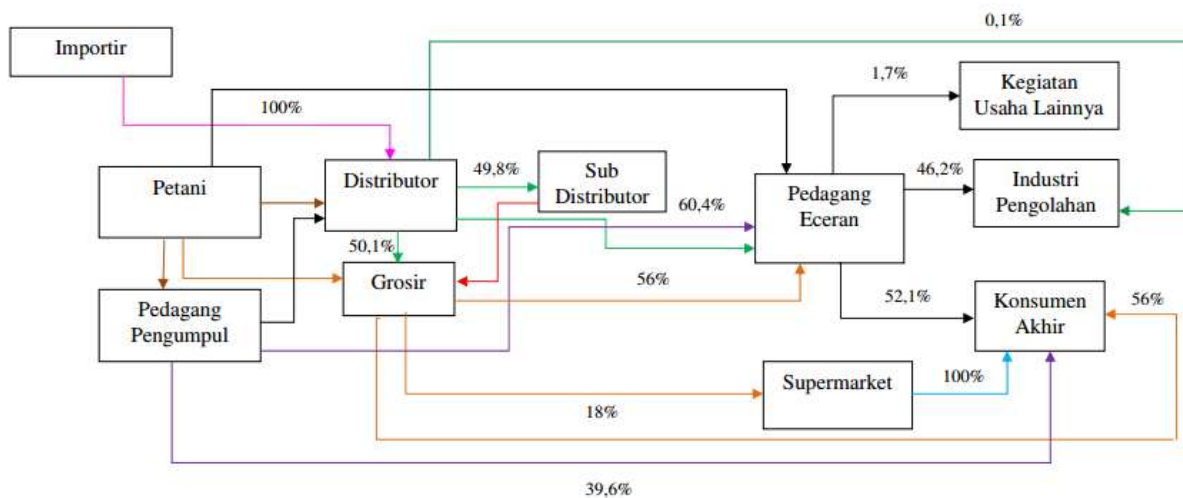 0,1%
Importir
1,7%
Kegiatan
Usaha Lainnya
100%
Petani
Distributor
49,8%
Sub
Distributor
Pedagang
Eceran
46,2%
Industri
Pengolahan
60,4%
50,1%
Grosir
56%
Pedagang
Pengumpul
52,1%
Konsumen
Akhir
56%
Supermarket
100%
18%
39,6%